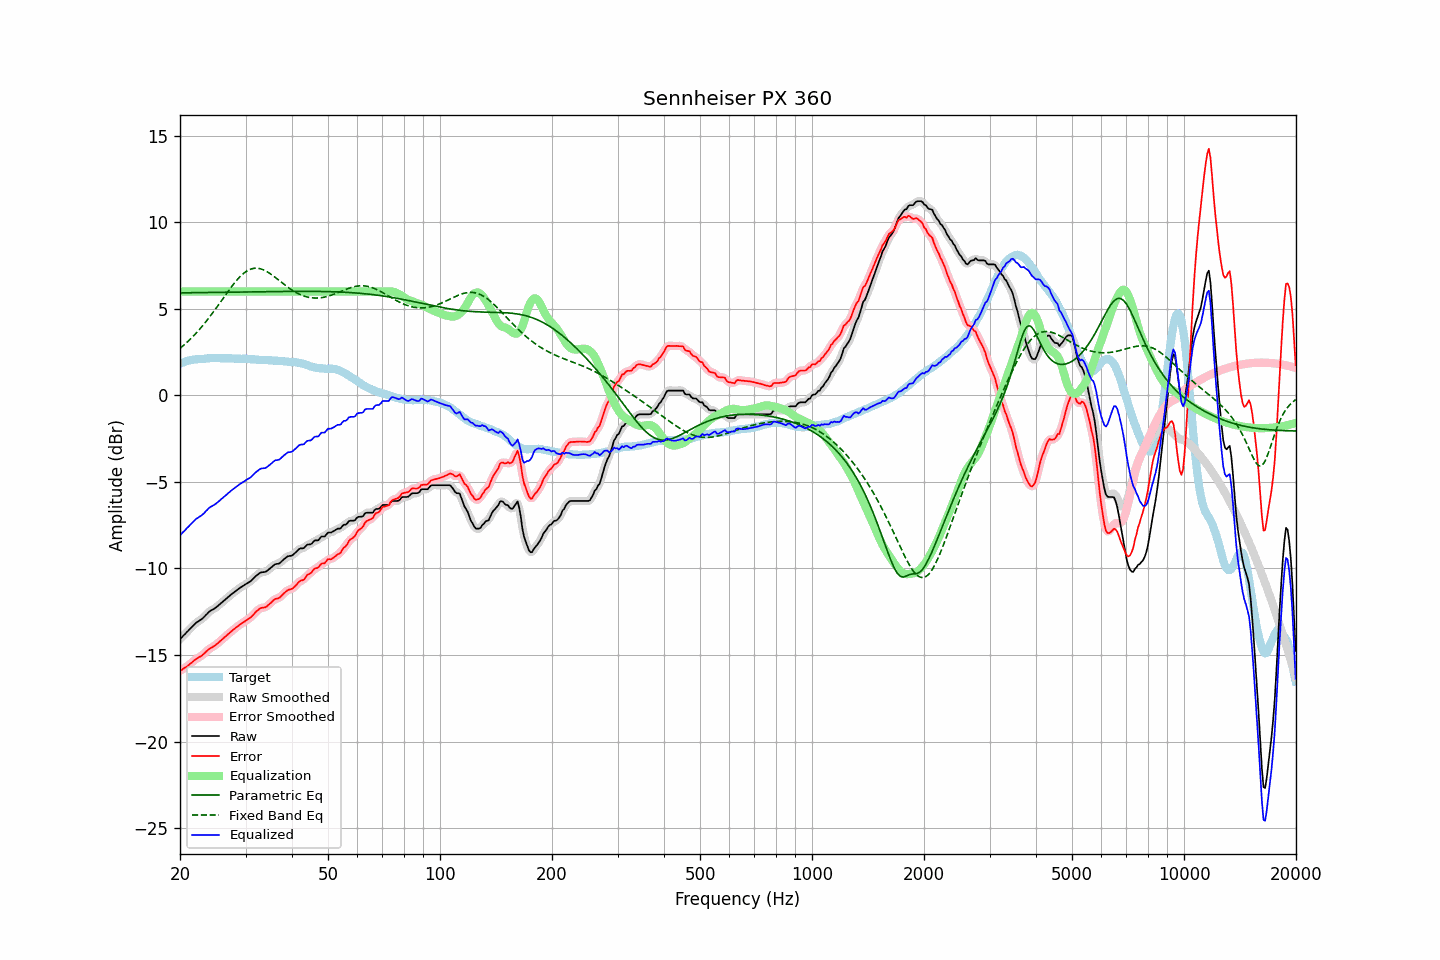 Sennheiser PX 360
Amplitude (dBr)
15
10
5
0
−5
−10
−15
−20
−25
Target
Raw Smoothed
Error Smoothed
Raw
Error
Equalization
Parametric Eq
Fixed Band Eq
Equalized
20 50 100 200 500 1000 2000 5000 10000 20000
Frequency (Hz)